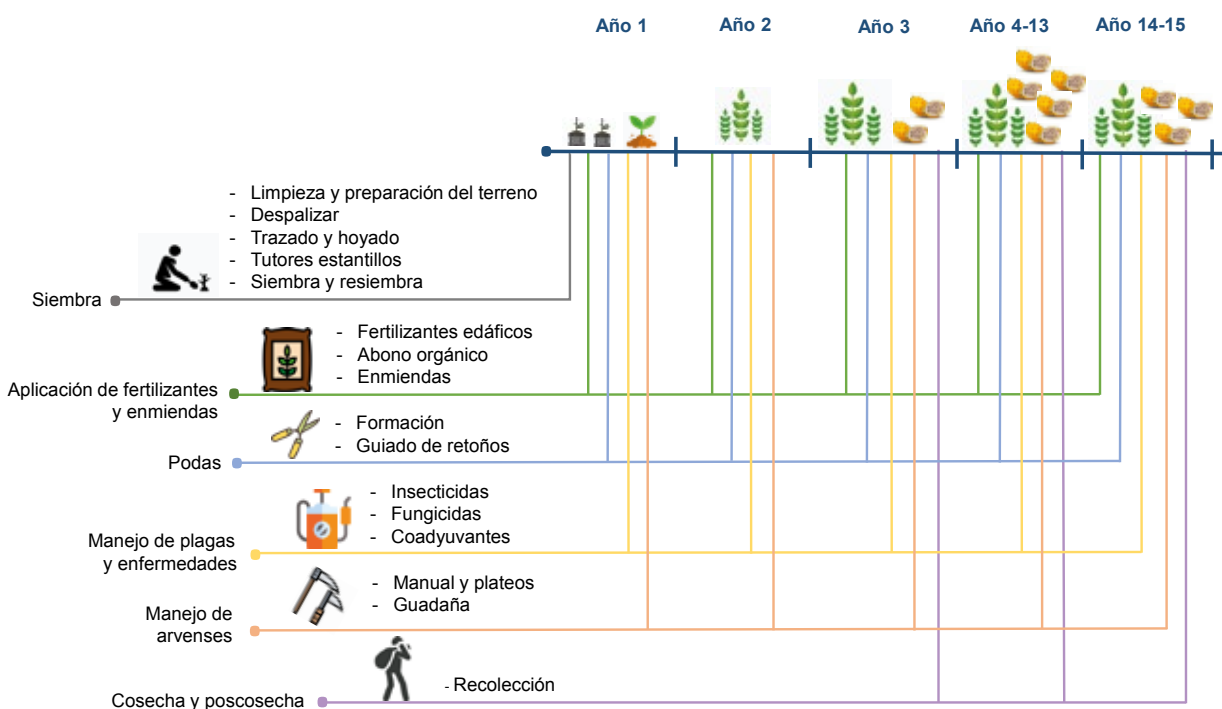 Año 1
Año 2
Año 3
Año 4-13
Año 14-15
- Limpieza y preparación del terreno
- Despalizar
- Trazado y hoyado
- Tutores estantillos
- Siembra y resiembra
Siembra
- Fertilizantes edáficos
- Abono orgánico
- Enmiendas
Aplicación de fertilizantes
y enmiendas
- Formación
- Guiado de retoños
Podas
- Insecticidas
- Fungicidas
- Coadyuvantes
Manejo de plagas
y enfermedades
- Manual y plateos
- Guadaña
Manejo de
arvenses
- Recolección
Cosecha y poscosecha